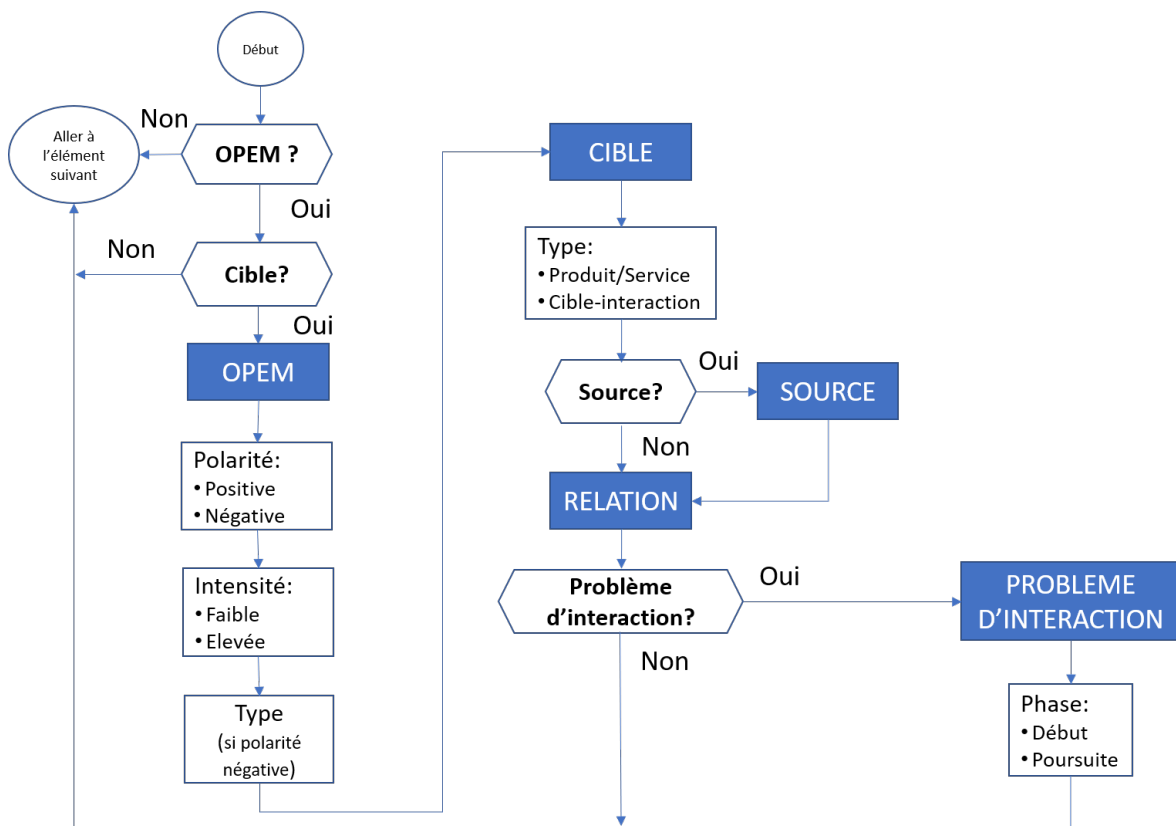 Début
Non
Aller à
l'élément
suivant
OPEM ?
Oui
Non
Cible?
Oui
OPEM
Polarité:
• Positive
• Négative
Intensité:
• Faible
• Elevée
Type
(si polarité
négative)
CIBLE
Type:
• Produit/Service
• Cible-interaction
Source?
Oui
SOURCE
Non
RELATION
Problème
d'interaction?
Oui
Non
PROBLEME
D'INTERACTION
Phase:
• Début
• Poursuite